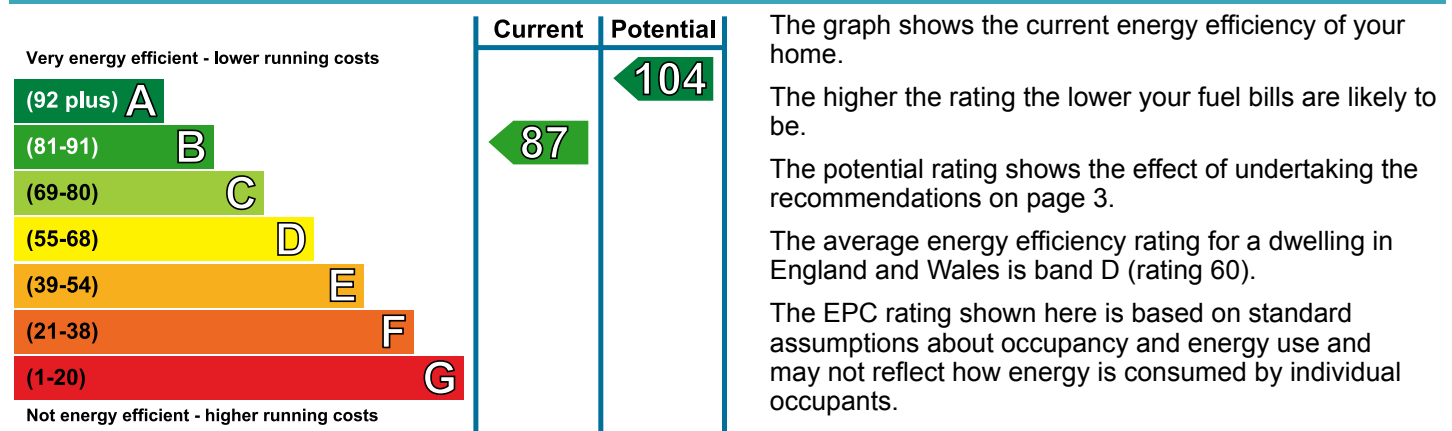 Current Potential
Very energy efficient - lower running costs
(92 plus) A
104
(81-91) B
87
(69-80) C
(55-68) D
(39-54) E
(21-38) F
(1-20) G
Not energy efficient - higher running costs
The graph shows the current energy efficiency of your
home.
The higher the rating the lower your fuel bills are likely to
be.
The potential rating shows the effect of undertaking the
recommendations on page 3.
The average energy efficiency rating for a dwelling in
England and Wales is band D (rating 60).
The EPC rating shown here is based on standard
assumptions about occupancy and energy use and
may not reflect how energy is consumed by individual
occupants.